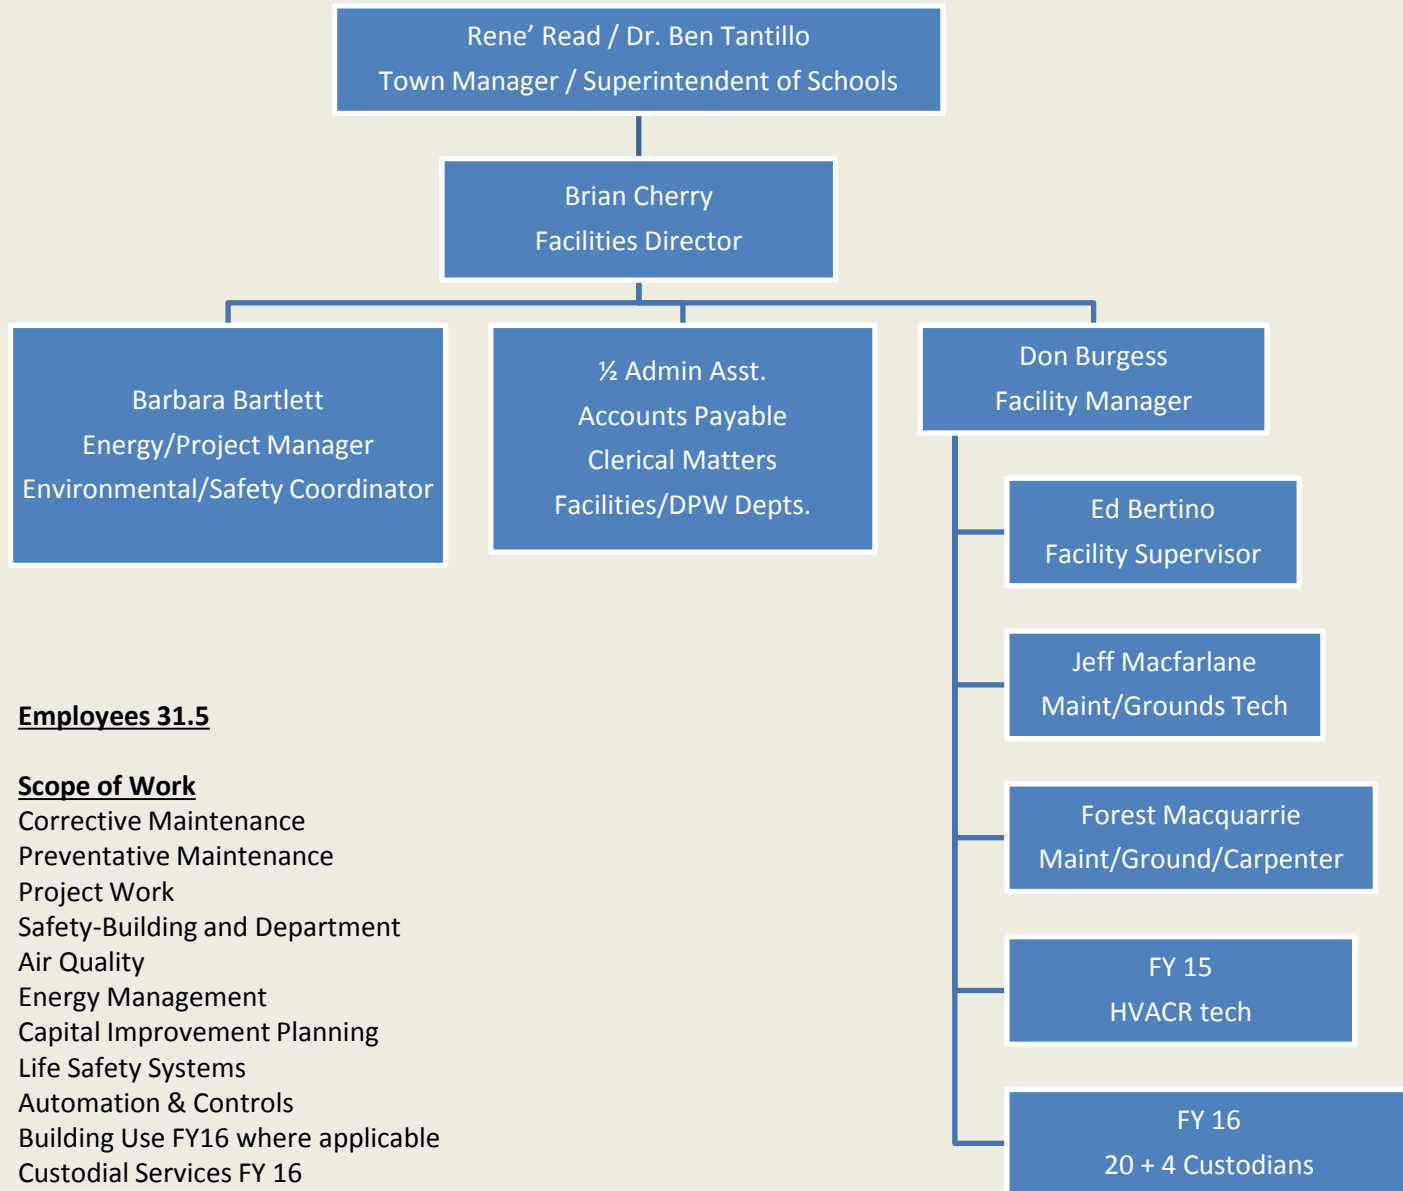 Rene’ Read / Dr. Ben Tantillo
Town Manager / Superintendent of Schools
Brian Cherry
Facilities Director
Barbara Bartlett
Energy/Project Manager
Environmental/Safety Coordinator
½ Admin Asst.
Accounts Payable
Clerical Matters
Facilities/DPW Depts.
Don Burgess
Facility Manager
Ed Bertino
Facility Supervisor
Jeff Macfarlane
Maint/Grounds Tech
Forest Macquarrie
Maint/Ground/Carpenter
FY 15
HVACR tech
FY 16
20 + 4 Custodians
Employees 31.5
Scope of Work
Corrective Maintenance
Preventative Maintenance
Project Work
Safety-Building and Department
Air Quality
Energy Management
Capital Improvement Planning
Life Safety Systems
Automation & Controls
Building Use FY16 where applicable
Custodial Services FY 16